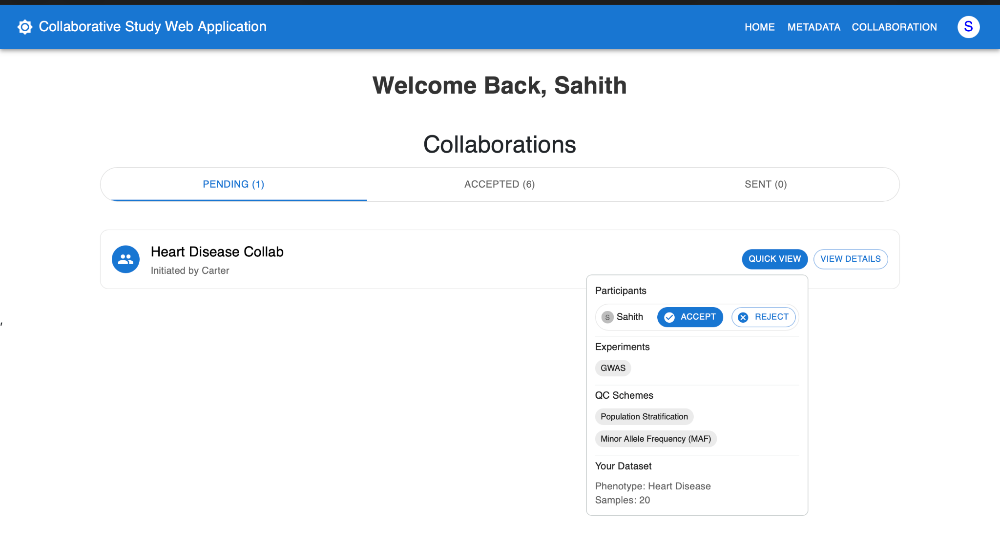 Collaborative Study Web Application
HOME METADATA COLLABORATION S
Welcome Back, Sahith
Collaborations
PENDING (1) ACCEPTED (6) SENT (0)
Heart Disease Collab
Initiated by Carter
QUICK VIEW VIEW DETAILS
Participants
S Sahith ACCEPT REJECT
Experiments
GWAS
QC Schemes
Population Stratification
Minor Allele Frequency (MAF)
Your Dataset
Phenotype: Heart Disease
Samples: 20
,